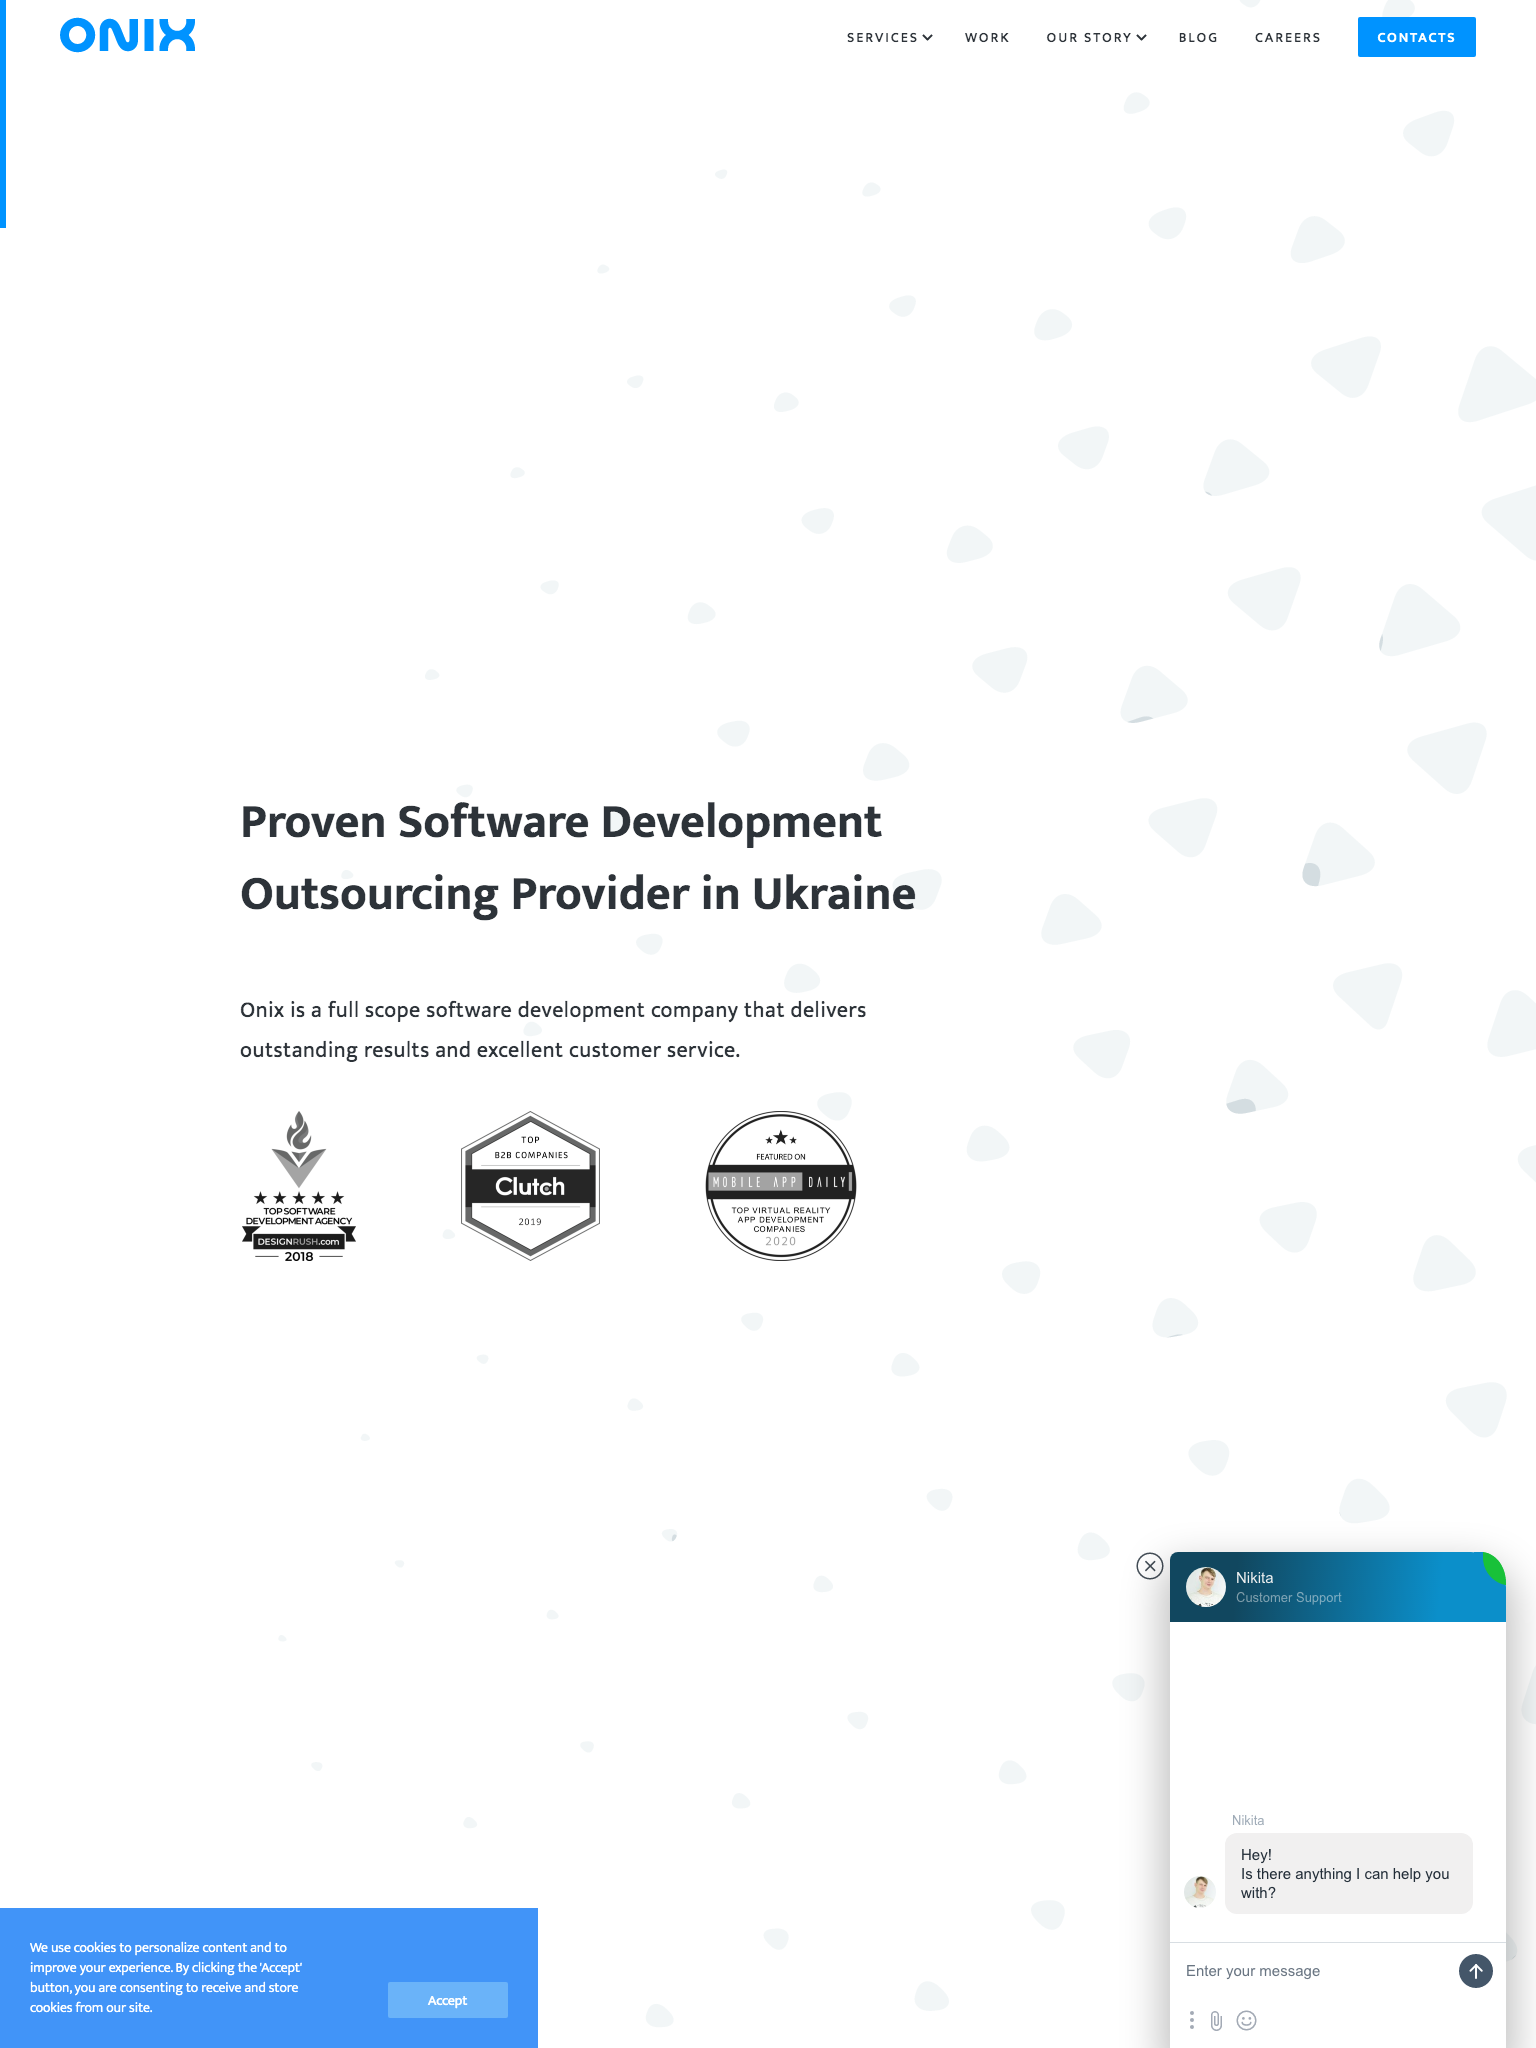 ONIX
SERVICES WORK OUR STORY BLOG CAREERS CONTACTS
Proven Software Development
Outsourcing Provider in Ukraine
Onix is a full scope software development company that delivers
outstanding results and excellent customer service.
TOP SOFTWARE
DEVELOPMENT AGENCY
DESIGNRUSH.com
2018
TOP
B2B COMPANIES
Clutch
2019
FEATURED ON
MOBILE APP DAILY
TOP VIRTUAL REALITY
APP DEVELOPMENT
COMPANIES
2020
Nikita
Customer Support
Nikita
Hey!
Is there anything I can help you
with?
Enter your message
We use cookies to personalize content and to
improve your experience. By clicking the 'Accept'
button, you are consenting to receive and store
cookies from our site.
Accept